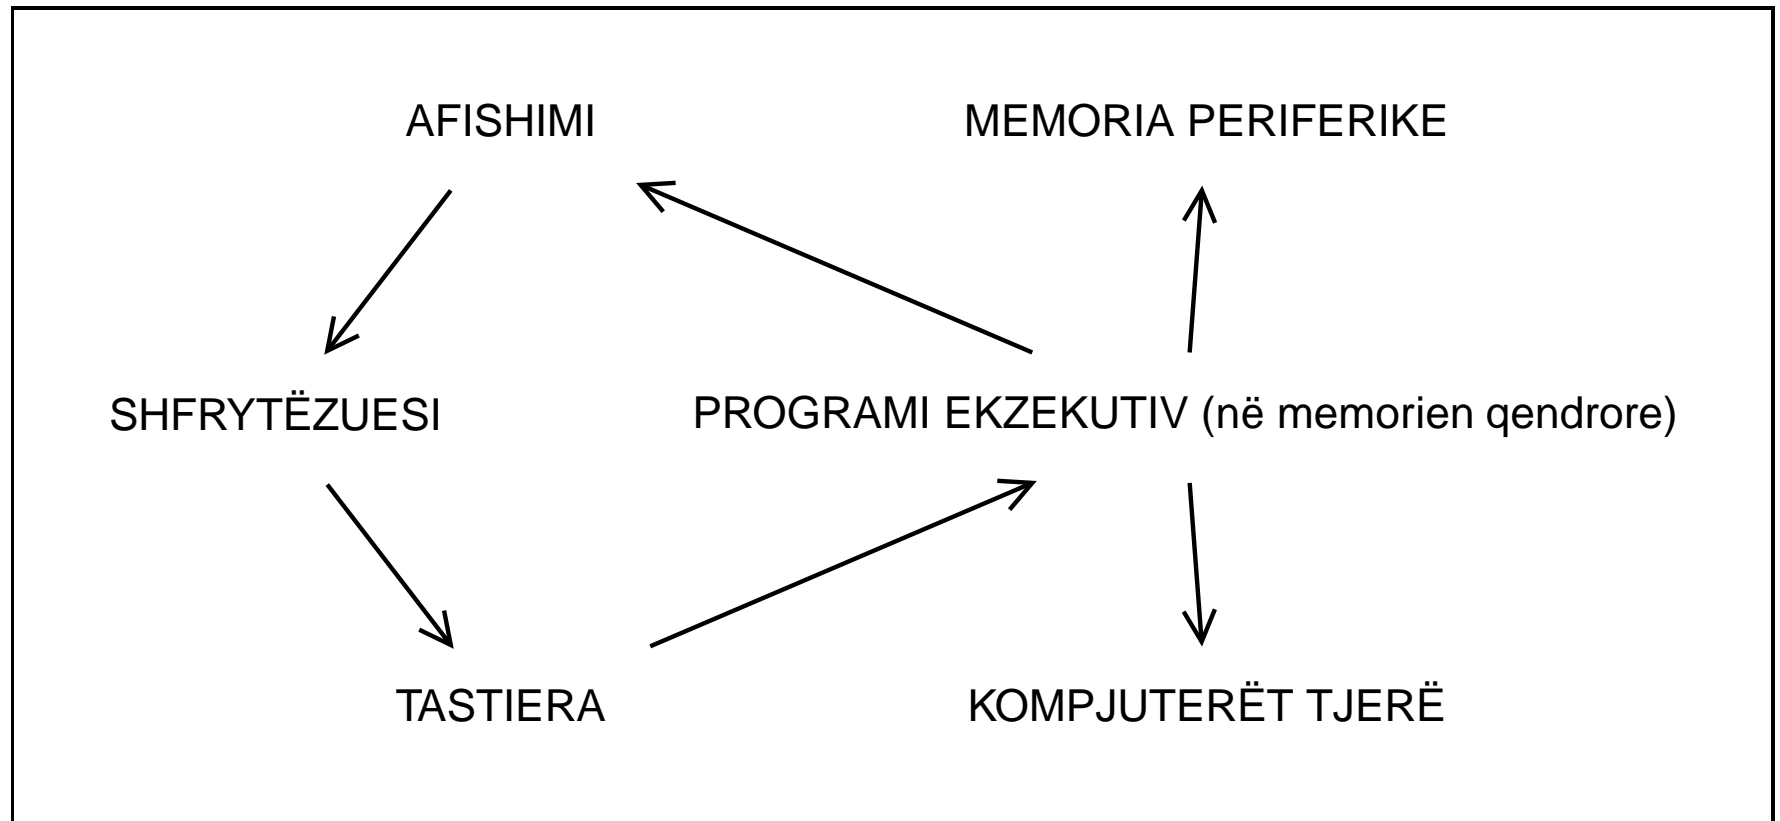 AFISHIMI
MEMORIA PERIFERIKE
SHFRYTËZUESI
PROGRAMI EKZEKUTIV (në memorien qendrore)
TASTIERA
KOMPJUTERËT TJERË